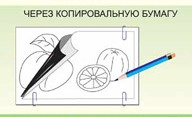 ЧЕРЕЗ КОПИРОВАЛЬНУЮ БУМАГУ